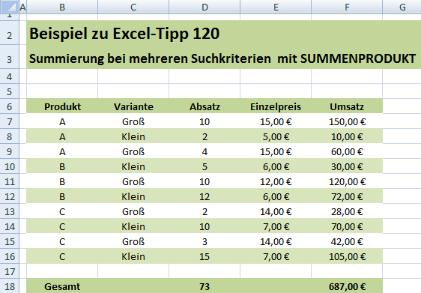 A B C D E F G
1
2 Beispiel zu Excel-Tipp 120
3 Summierung bei mehreren Suchkriterien mit SUMMENPRODUKT
4
5
6 Produkt Variante Absatz Einzelpreis Umsatz
7 A Groß 10 15,00 € 150,00 €
8 A Klein 2 5,00 € 10,00 €
9 A Groß 4 15,00 € 60,00 €
10 B Klein 5 6,00 € 30,00 €
11 B Groß 10 12,00 € 120,00 €
12 B Klein 12 6,00 € 72,00 €
13 C Groß 2 14,00 € 28,00 €
14 C Klein 10 7,00 € 70,00 €
15 C Groß 3 14,00 € 42,00 €
16 C Klein 15 7,00 € 105,00 €
17
18 Gesamt 73 687,00 €